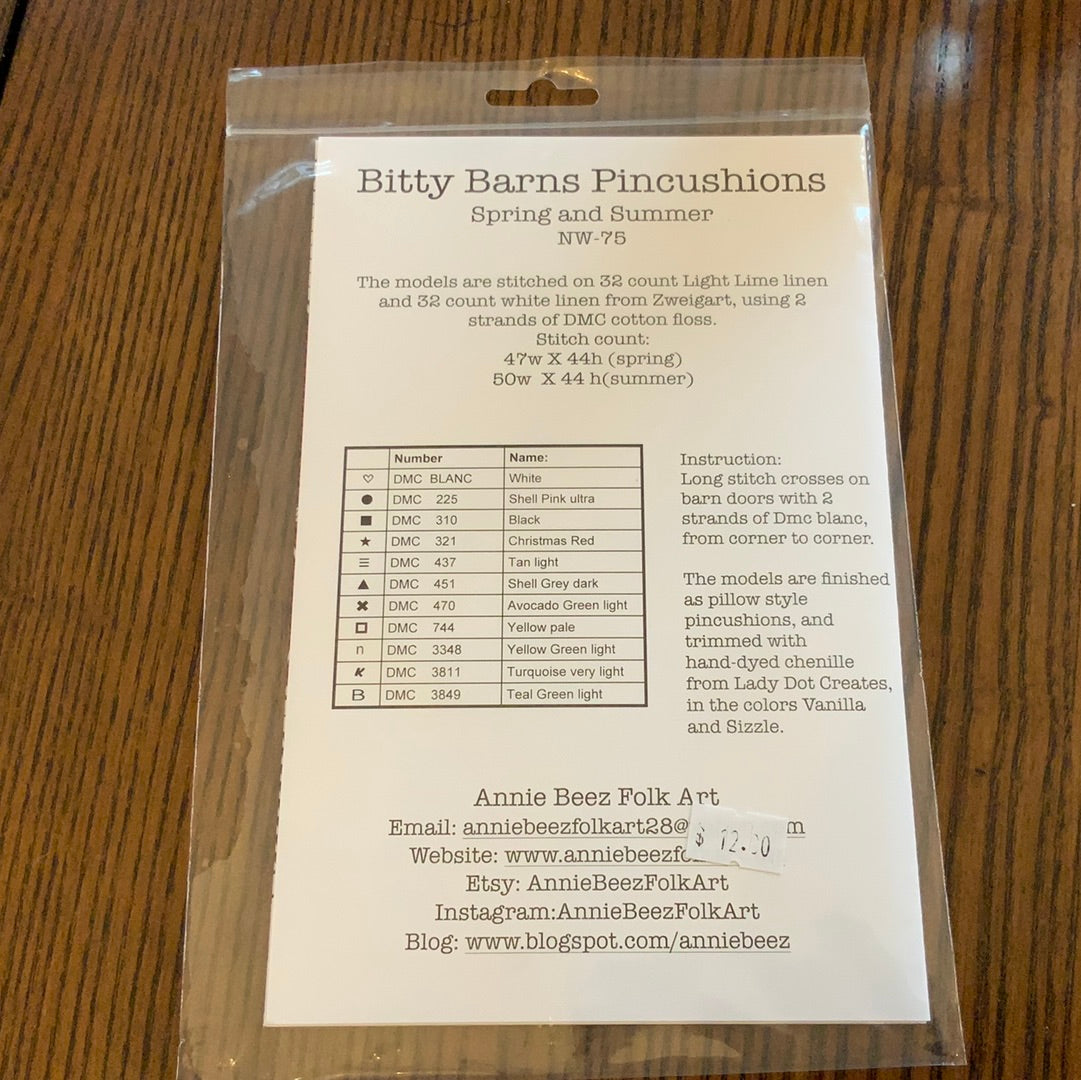 Bitty Barns Pincushions
Spring and Summer
NW-75
The models are stitched on 32 count Light Lime linen
and 32 count white linen from Zweigart, using 2
strands of DMC cotton floss.
Stitch count:
47w X 44h (spring)
50w X 44 h(summer)
Number Name:
♡ DMC BLANC White
● DMC 225 Shell Pink ultra
■ DMC 310 Black
★ DMC 321 Christmas Red
☰ DMC 437 Tan light
▲ DMC 451 Shell Grey dark
✖ DMC 470 Avocado Green light
◻ DMC 744 Yellow pale
n DMC 3348 Yellow Green light
K DMC 3811 Turquoise very light
B DMC 3849 Teal Green light
Instruction:
Long stitch crosses on
barn doors with 2
strands of Dmc blanc,
from corner to corner.
The models are finished
as pillow style
pincushions, and
trimmed with
hand-dyed chenille
from Lady Dot Creates,
in the colors Vanilla
and Sizzle.
Annie Beez Folk Art
Email: anniebeezfolkart28@
Website:
Etsy: AnnieBeezFolkArt
Instagram:AnnieBeezFolkArt
Blog: www.blogspot.com/anniebeez
$ 12.00